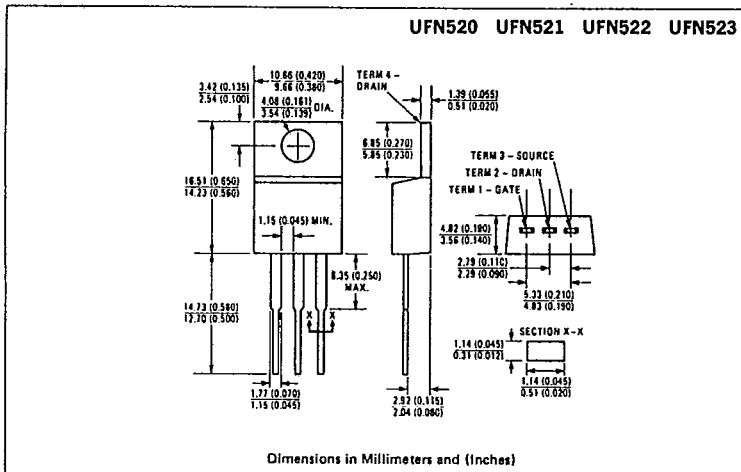 UFN520 UFN521 UFN522 UFN523
10.66 (0.420)
9.66 (0.380)
3.42 (0.135)
2.54 (0.100)
4.08 (0.161)
3.54 (0.139)
DIA.
TERM 4 –
DRAIN
1.39 (0.055)
0.51 (0.020)
6.85 (0.270)
5.85 (0.230)
16.51 (0.650)
14.23 (0.560)
1.15 (0.045) MIN.
TERM 3 – SOURCE
TERM 2 – DRAIN
TERM 1 – GATE
4.82 (0.190)
3.56 (0.140)
2.79 (0.110)
2.29 (0.090)
5.33 (0.210)
4.83 (0.190)
6.35 (0.250)
MAX.
14.73 (0.580)
12.70 (0.500)
X X
SECTION X-X
1.14 (0.045)
0.31 (0.012)
1.14 (0.045)
0.51 (0.020)
1.77 (0.070)
1.15 (0.045)
2.92 (0.115)
2.04 (0.080)
Dimensions in Millimeters and (Inches)